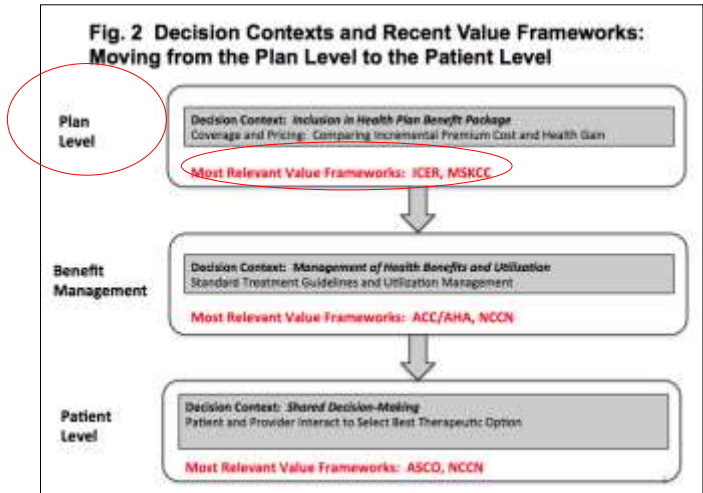 Fig. 2 Decision Contexts and Recent Value Frameworks:
Moving from the Plan Level to the Patient Level
Plan
Level
Decision Context: Inclusion in Health Plan Benefit Package
Coverage and Pricing: Comparing Incremental Premium Cost and Health Gain
Most Relevant Value Frameworks: ICER, MSKCC
Benefit
Management
Decision Context: Management of Health Benefits and Utilization
Standard Treatment Guidelines and Utilization Management
Most Relevant Value Frameworks: ACC/AHA, NCCN
Patient
Level
Decision Context: Shared Decision-Making
Patient and Provider Interact to Select Best Therapeutic Option
Most Relevant Value Frameworks: ASCO, NCCN